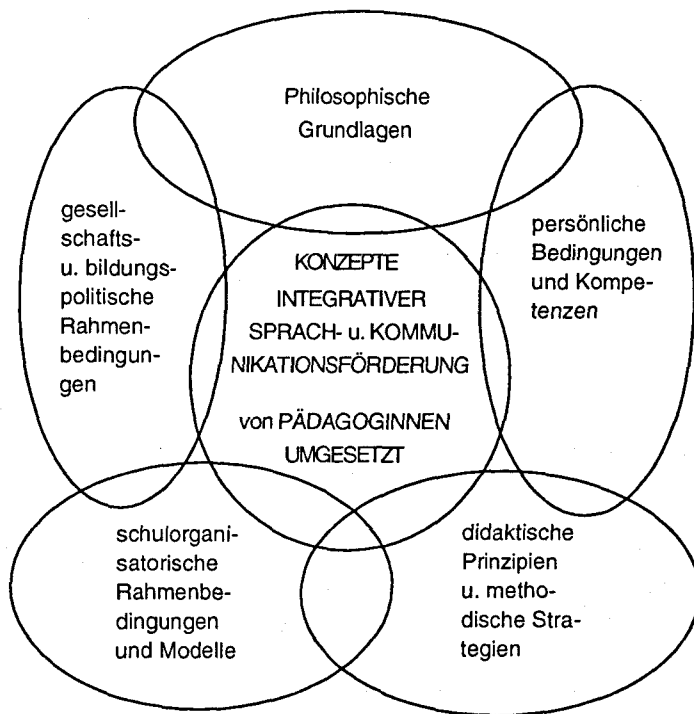 Philosophische
Grundlagen
gesell-
schafts-
u. bildungs-
politische
Rahmen-
bedingun-
gen
KONZEPTE
INTEGRATIVER
SPRACH- u. KOMMU-
NIKATIONSFÖRDERUNG
von PÄDAGOGINNEN
UMGESETZT
persönliche
Bedingungen
und Kompe-
tenzen
schulorgani-
satorische
Rahmenbe-
dingungen
und Modelle
didaktische
Prinzipien
u. metho-
dische Stra-
tegien